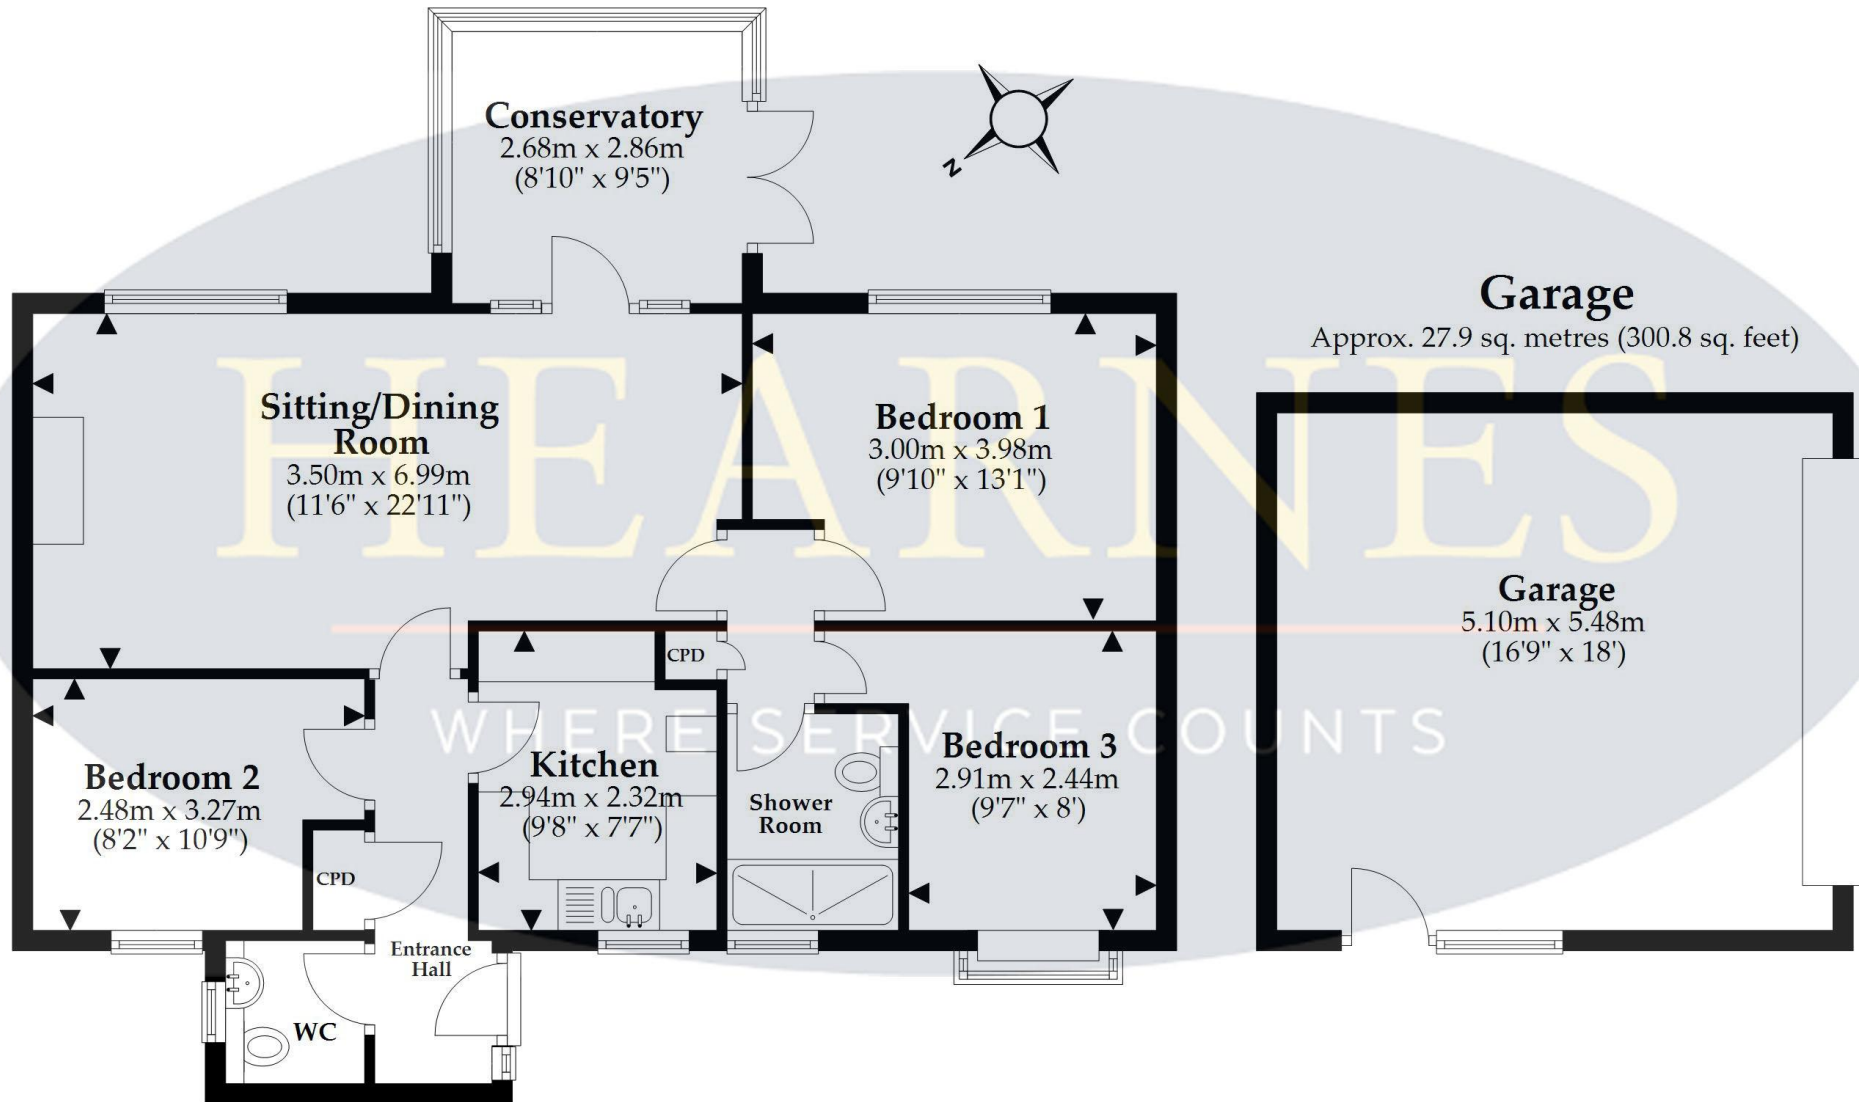 Conservatory
2.68m x 2.86m
(8'10" x 9'5")
N
Garage
Approx. 27.9 sq. metres (300.8 sq. feet)
HEARNES
Sitting/Dining
Room
3.50m x 6.99m
(11'6" x 22'11")
Bedroom 1
3.00m x 3.98m
(9'10" x 13'1")
Garage
5.10m x 5.48m
(16'9" x 18')
CPD
WHERE SERVICE COUNTS
Bedroom 2
2.48m x 3.27m
(8'2" x 10'9")
Kitchen
2.94m x 2.32m
(9'8" x 7'7")
Shower
Room
Bedroom 3
2.91m x 2.44m
(9'7" x 8')
CPD
Entrance
Hall
WC